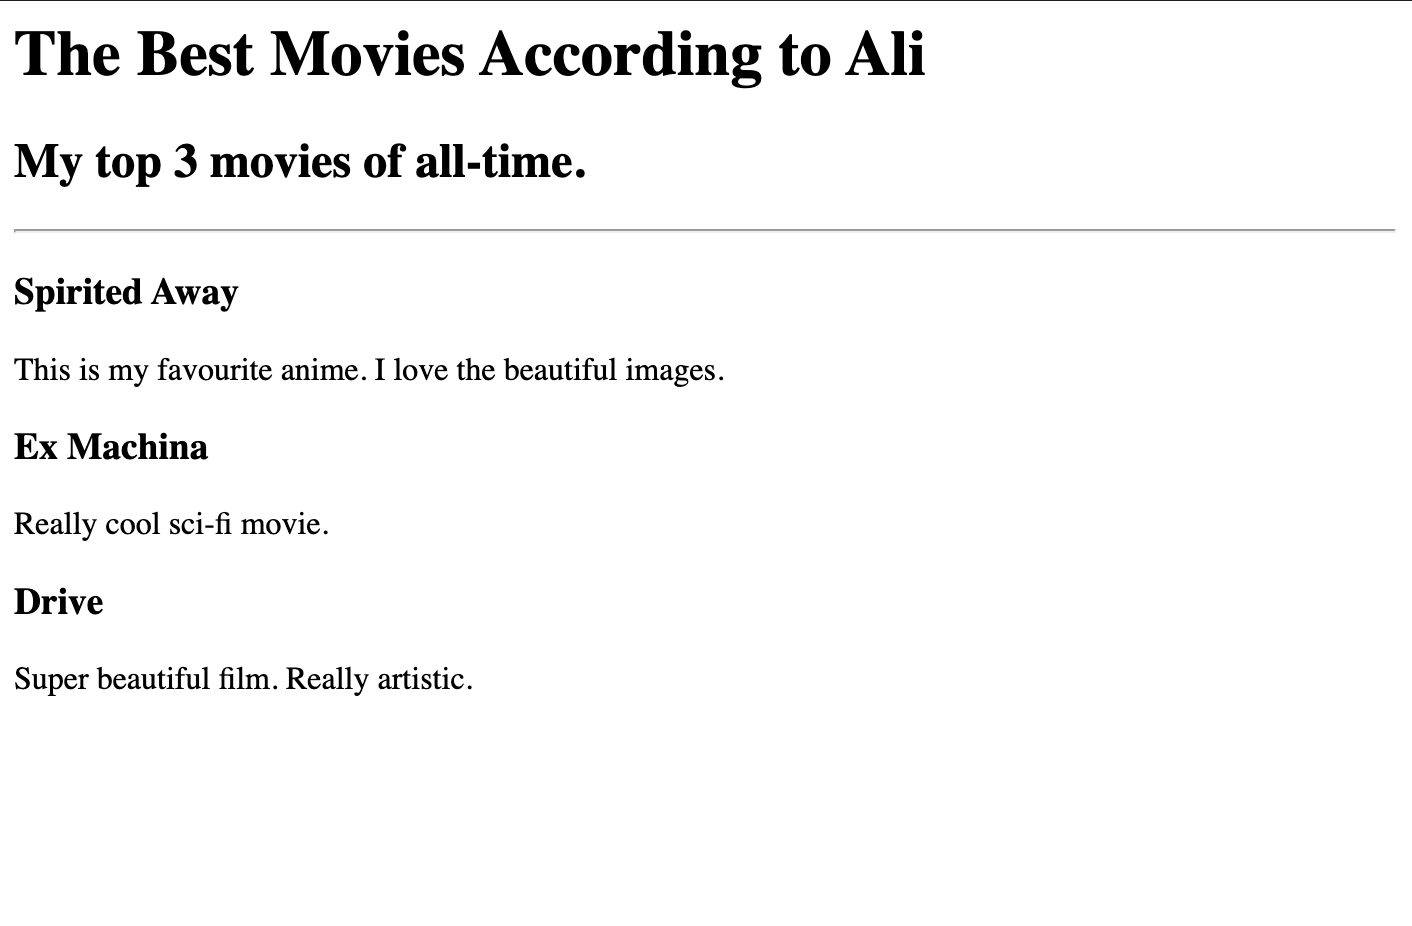 The Best Movies According to Ali
My top 3 movies of all-time.
Spirited Away
This is my favourite anime. I love the beautiful images.
Ex Machina
Really cool sci-fi movie.
Drive
Super beautiful film. Really artistic.